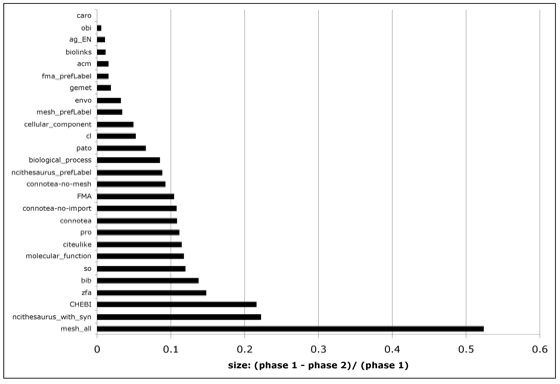 caro
obi
ag_EN
biolinks
acm
fma_prefLabel
gemet
envo
mesh_prefLabel
cellular_component
cl
pato
biological_process
ncithesaurus_prefLabel
connotea-no-mesh
FMA
connotea-no-import
connotea
pro
citeulike
molecular_function
so
bib
zfa
CHEBI
ncithesaurus_with_syn
mesh_all
0 0.1 0.2 0.3 0.4 0.5 0.6
size: (phase 1 - phase 2)/ (phase 1)